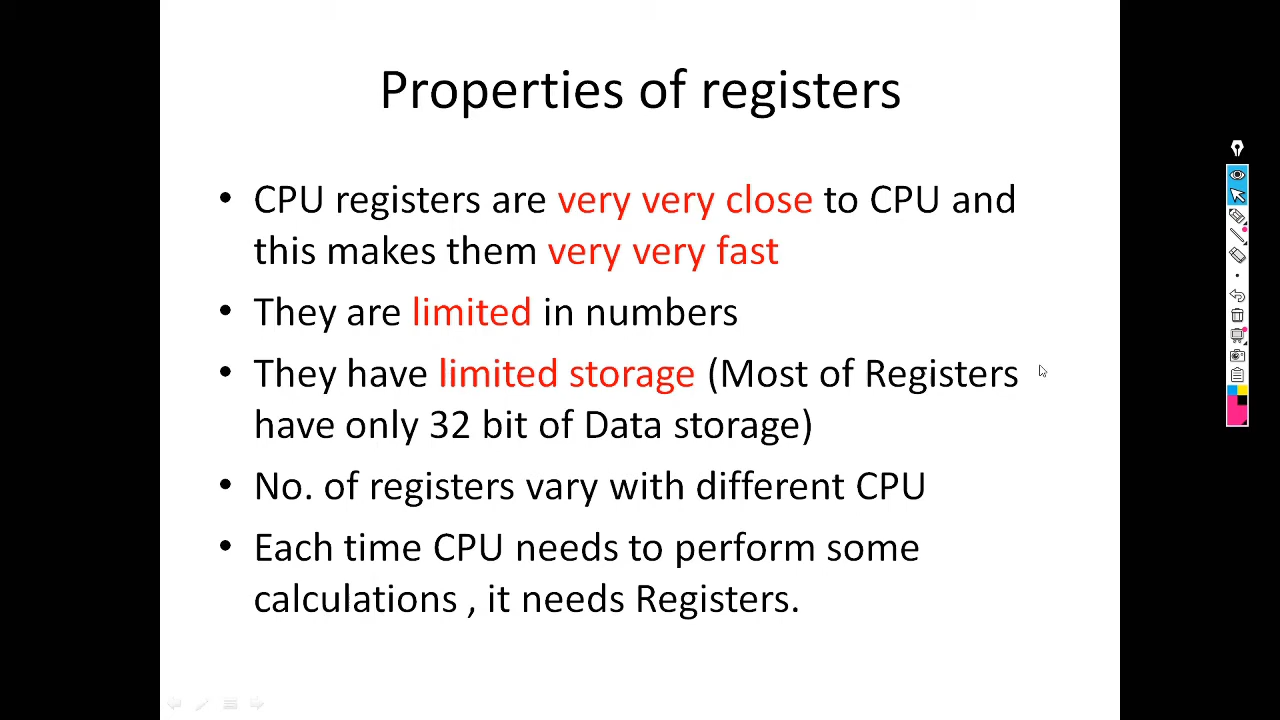 Properties of registers
• CPU registers are very very close to CPU and
this makes them very very fast
• They are limited in numbers
• They have limited storage (Most of Registers
have only 32 bit of Data storage)
• No. of registers vary with different CPU
• Each time CPU needs to perform some
calculations , it needs Registers.